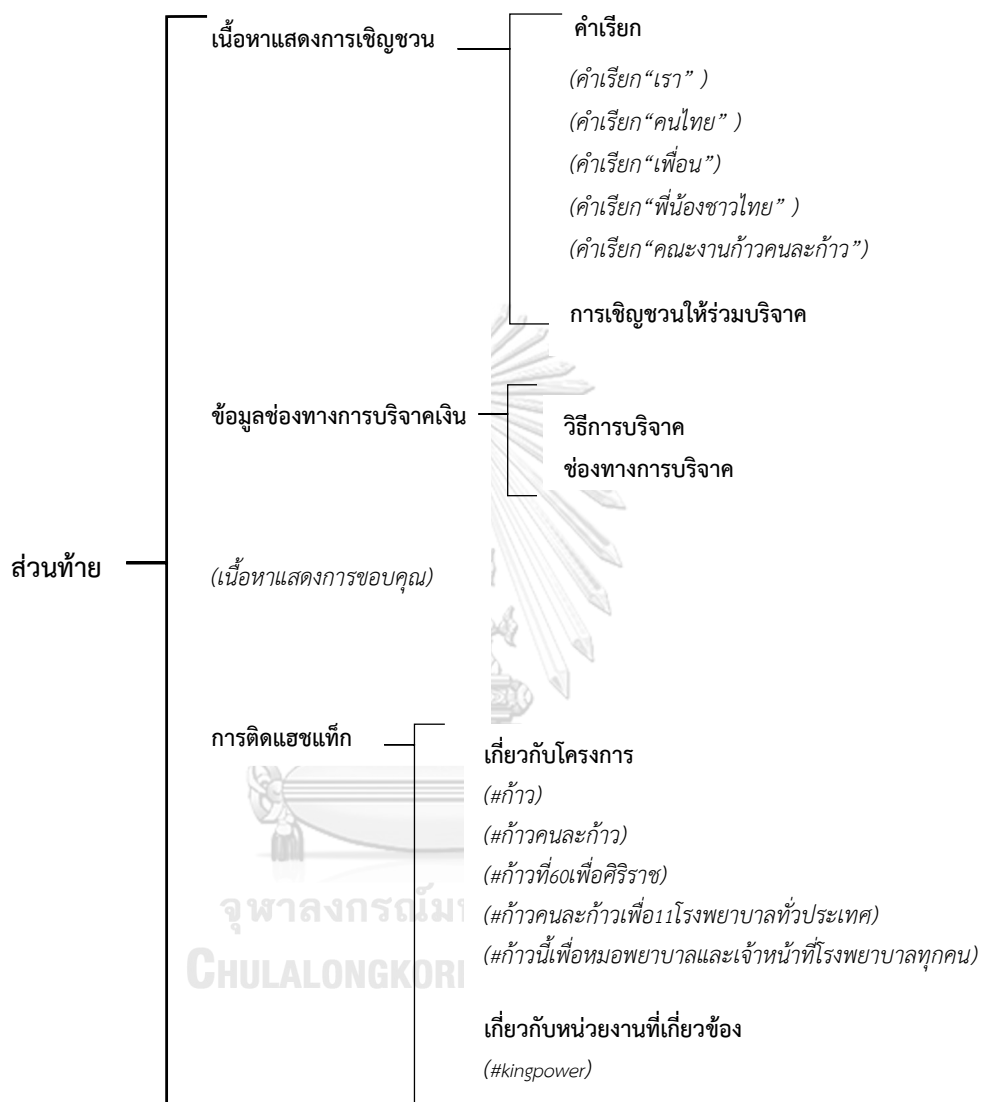 เนื้อหาแสดงการเชิญชวน
คำเรียก
(คำเรียก“เรา” )
(คำเรียก“คนไทย” )
(คำเรียก“เพื่อน”)
(คำเรียก“พี่น้องชาวไทย” )
(คำเรียก“คณะงานก้าวคนละก้าว”)
การเชิญชวนให้ร่วมบริจาค
ข้อมูลช่องทางการบริจาคเงิน
วิธีการบริจาค
ช่องทางการบริจาค
ส่วนท้าย
(เนื้อหาแสดงการขอบคุณ)
การติดแฮชแท็ก
เกี่ยวกับโครงการ
(#ก้าว)
(#ก้าวคนละก้าว)
(#ก้าวที่60เพื่อศิริราช)
(#ก้าวคนละก้าวเพื่อ11โรงพยาบาลทั่วประเทศ)
(#ก้าวนี้เพื่อหมอพยาบาลและเจ้าหน้าที่โรงพยาบาลทุกคน)
จุฬาลงกรณ์ม
CHULALONGKOR
เกี่ยวกับหน่วยงานที่เกี่ยวข้อง
(#kingpower)